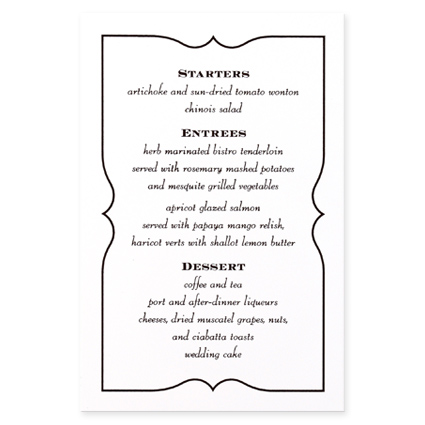 STARTERS
artichoke and sun-dried tomato wonton
chinois salad
ENTREES
herb marinated bistro tenderloin
served with rosemary mashed potatoes
and mesquite grilled vegetables
apricot glazed salmon
served with papaya mango relish,
haricot verts with shallot lemon butter
DESSERT
coffee and tea
port and after-dinner liqueurs
cheeses, dried muscatel grapes, nuts,
and ciabatta toasts
wedding cake